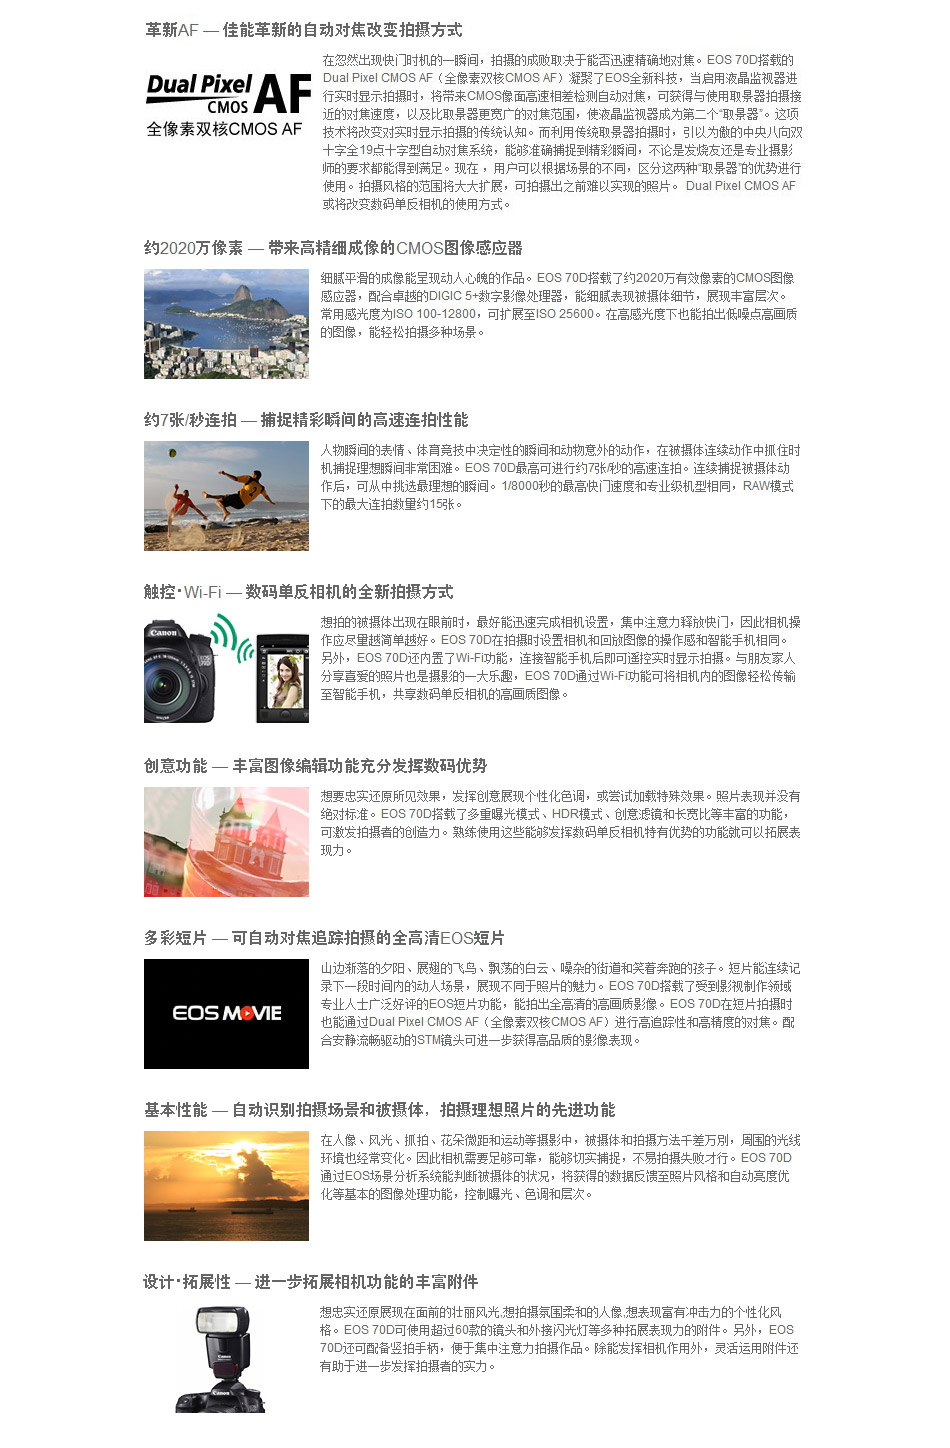 革新AF — 佳能革新的自动对焦改变拍摄方式
Dual Pixel
CMOS AF
全像素双核CMOS AF
在忽然出现快门时机的一瞬间，拍摄的成败取决于能否迅速精确地对焦。EOS 70D搭载的
Dual Pixel CMOS AF（全像素双核CMOS AF）凝聚了EOS全新科技，当启用液晶监视器进
行实时显示拍摄时，将带来CMOS像面高速相差检测自动对焦，可获得与使用取景器拍摄接
近的对焦速度，以及比取景器更宽广的对焦范围，使液晶监视器成为第二个“取景器”。这项
技术将改变对实时显示拍摄的传统认知。而利用传统取景器拍摄时，引以为傲的中央八向双
十字全19点十字型自动对焦系统，能够准确捕捉到精彩瞬间，不论是发烧友还是专业摄影
师的要求都能得到满足。现在 ，用户可以根据场景的不同，区分这两种“取景器”的优势进行
使用。拍摄风格的范围将大大扩展，可拍摄出之前难以实现的照片。 Dual Pixel CMOS AF
或将改变数码单反相机的使用方式。
约2020万像素 — 带来高精细成像的CMOS图像感应器
细腻平滑的成像能呈现动人心魄的作品。EOS 70D搭载了约2020万有效像素的CMOS图像
感应器，配合卓越的DIGIC 5+数字影像处理器，能细腻表现被摄体细节，展现丰富层次。
常用感光度为ISO 100-12800，可扩展至ISO 25600。在高感光度下也能拍出低噪点高画质
的图像，能轻松拍摄多种场景。
约7张/秒连拍 — 捕捉精彩瞬间的高速连拍性能
人物瞬间的表情、体育竞技中决定性的瞬间和动物意外的动作，在被摄体连续动作中抓住时
机捕捉理想瞬间非常困难。EOS 70D最高可进行约7张/秒的高速连拍。连续捕捉被摄体动
作后，可从中挑选最理想的瞬间。1/8000秒的最高快门速度和专业级机型相同，RAW模式
下的最大连拍数量约15张。
触控·Wi-Fi — 数码单反相机的全新拍摄方式
Canon
EOS
70D
想拍的被摄体出现在眼前时，最好能迅速完成相机设置，集中注意力释放快门，因此相机操
作应尽量越简单越好。EOS 70D在拍摄时设置相机和回放图像的操作感和智能手机相同。
另外，EOS 70D还内置了Wi-Fi功能，连接智能手机后即可遥控实时显示拍摄。与朋友家人
分享喜爱的照片也是摄影的一大乐趣，EOS 70D通过Wi-Fi功能可将相机内的图像轻松传输
至智能手机，共享数码单反相机的高画质图像。
创意功能 — 丰富图像编辑功能充分发挥数码优势
想要忠实还原所见效果，发挥创意展现个性化色调，或尝试加载特殊效果。照片表现并没有
绝对标准。EOS 70D搭载了多重曝光模式、HDR模式、创意滤镜和长宽比等丰富的功能，
可激发拍摄者的创造力。熟练使用这些能够发挥数码单反相机特有优势的功能就可以拓展表
现力。
多彩短片 — 可自动对焦追踪拍摄的全高清EOS短片
EOS MOVIE
山边渐落的夕阳、展翅的飞鸟、飘荡的白云、嘈杂的街道和笑着奔跑的孩子。短片能连续记
录下一段时间内的动人场景，展现不同于照片的魅力。EOS 70D搭载了受到影视制作领域
专业人士广泛好评的EOS短片功能，能拍出全高清的高画质影像。EOS 70D在短片拍摄时
也能通过Dual Pixel CMOS AF（全像素双核CMOS AF）进行高追踪性和高精度的对焦。配
合安静流畅驱动的STM镜头可进一步获得高品质的影像表现。
基本性能 — 自动识别拍摄场景和被摄体，拍摄理想照片的先进功能
在人像、风光、抓拍、花朵微距和运动等摄影中，被摄体和拍摄方法千差万别，周围的光线
环境也经常变化。因此相机需要足够可靠，能够切实捕捉，不易拍摄失败才行。EOS 70D
通过EOS场景分析系统能判断被摄体的状况，将获得的数据反馈至照片风格和自动亮度优
化等基本的图像处理功能，控制曝光、色调和层次。
设计·拓展性 — 进一步拓展相机功能的丰富附件
Canon
想忠实还原展现在面前的壮丽风光,想拍摄氛围柔和的人像,想表现富有冲击力的个性化风
格。EOS 70D可使用超过60款的镜头和外接闪光灯等多种拓展表现力的附件。另外，EOS
70D还可配备竖拍手柄，便于集中注意力拍摄作品。除能发挥相机作用外，灵活运用附件还
有助于进一步发挥拍摄者的实力。